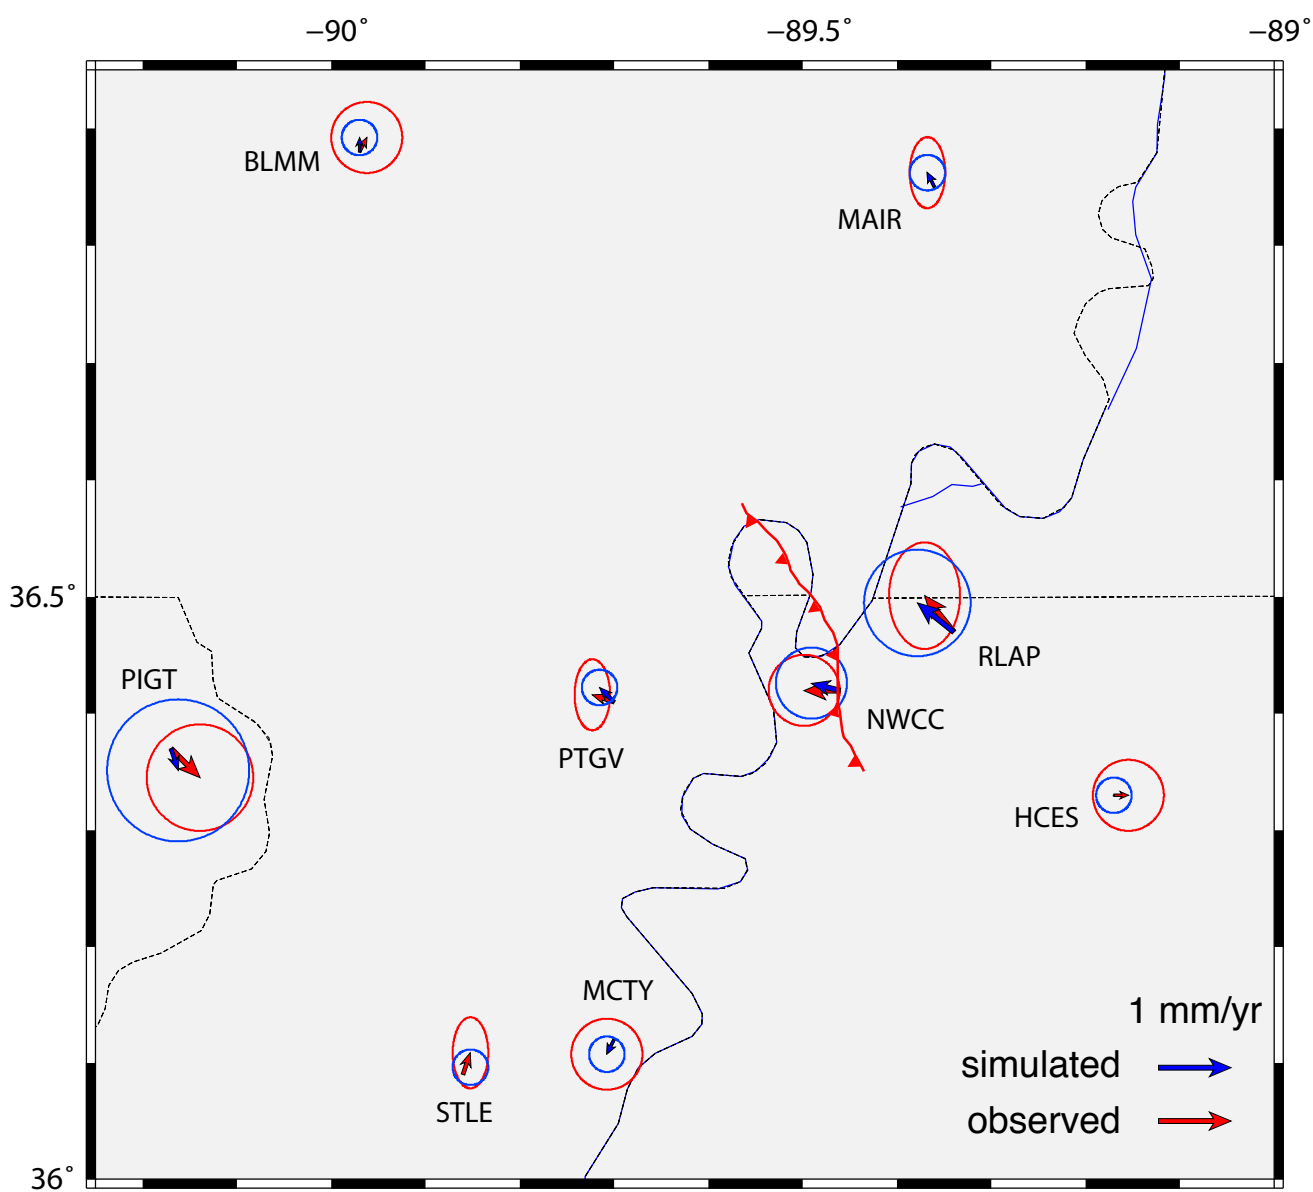 −90˚ −89.5˚ −89˚
BLMM
MAIR
36.5˚
RLAP
PIGT
NWCC
PTGV
HCES
MCTY
1 mm/yr
simulated
STLE
observed
36˚